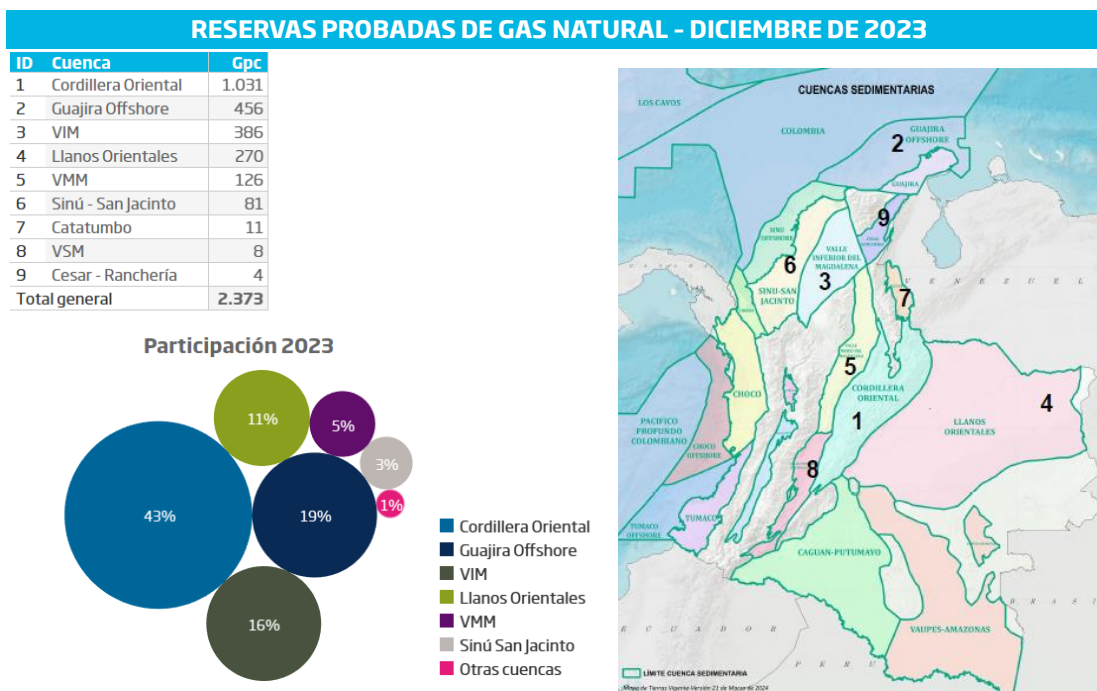 RESERVAS PROBADAS DE GAS NATURAL - DICIEMBRE DE 2023
ID Cuenca Gpc
1 Cordillera Oriental 1.031
2 Guajira Offshore 456
3 VIM 386
4 Llanos Orientales 270
5 VMM 126
6 Sinú - San Jacinto 81
7 Catatumbo 11
8 VSM 8
9 Cesar - Ranchería 4
Total general 2.373
Participación 2023
11%
5%
3%
1%
43%
19%
16%
Cordillera Oriental
Guajira Offshore
VIM
Llanos Orientales
VMM
Sinú San Jacinto
Otras cuencas
CUENCAS SEDIMENTARIAS
LOS CAYOS
COLOMBIA
2
GUAJIRA
OFFSHORE
GUAJIRA
9
SINU
OFFSHORE
VALLE
INFERIOR DEL
MAGDALENA
6
3
SINU-SAN
JACINTO
7
VENEZUEL
5
CORDILLERA
ORIENTAL
CHOCO
1
4
LLANOS
ORIENTALES
PACIFICO
PROFUNDO
COLOMBIANO
CHOCO
OFFSHORE
8
TUMACO
TUMACO
OFFSHORE
CAGUAN-PUTUMAYO
VAUPES-AMAZONAS
ECUADOR
PERU
BRASI
LÍMITE CUENCA SEDIMENTARIA